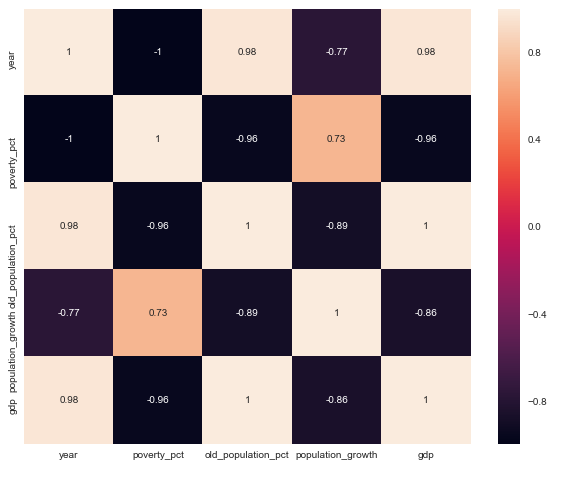 year 1 -1 0.98 -0.77 0.98
poverty_pct -1 1 -0.96 0.73 -0.96
old_population_pct 0.98 -0.96 1 -0.89 1
population_growth -0.77 0.73 -0.89 1 -0.86
gdp 0.98 -0.96 1 -0.86 1
year poverty_pct old_population_pct population_growth gdp
0.8
0.4
0.0
−0.4
−0.8